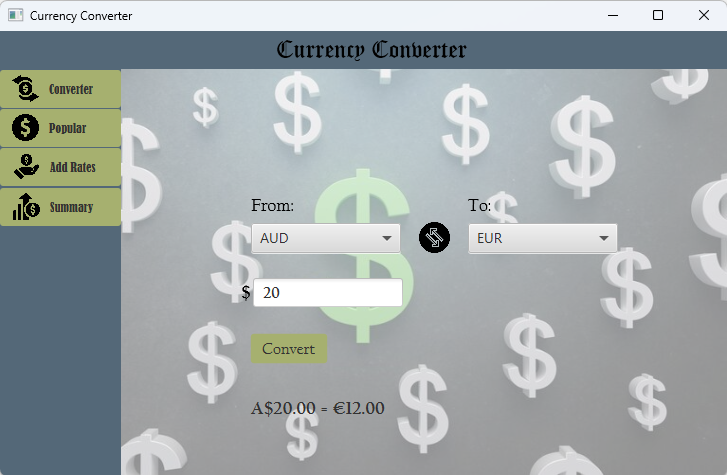 Currency Converter
Currency Converter
Converter
Popular
Add Rates
Summary
From:
To:
AUD
EUR
$ 20
Convert
A$20.00 = €12.00